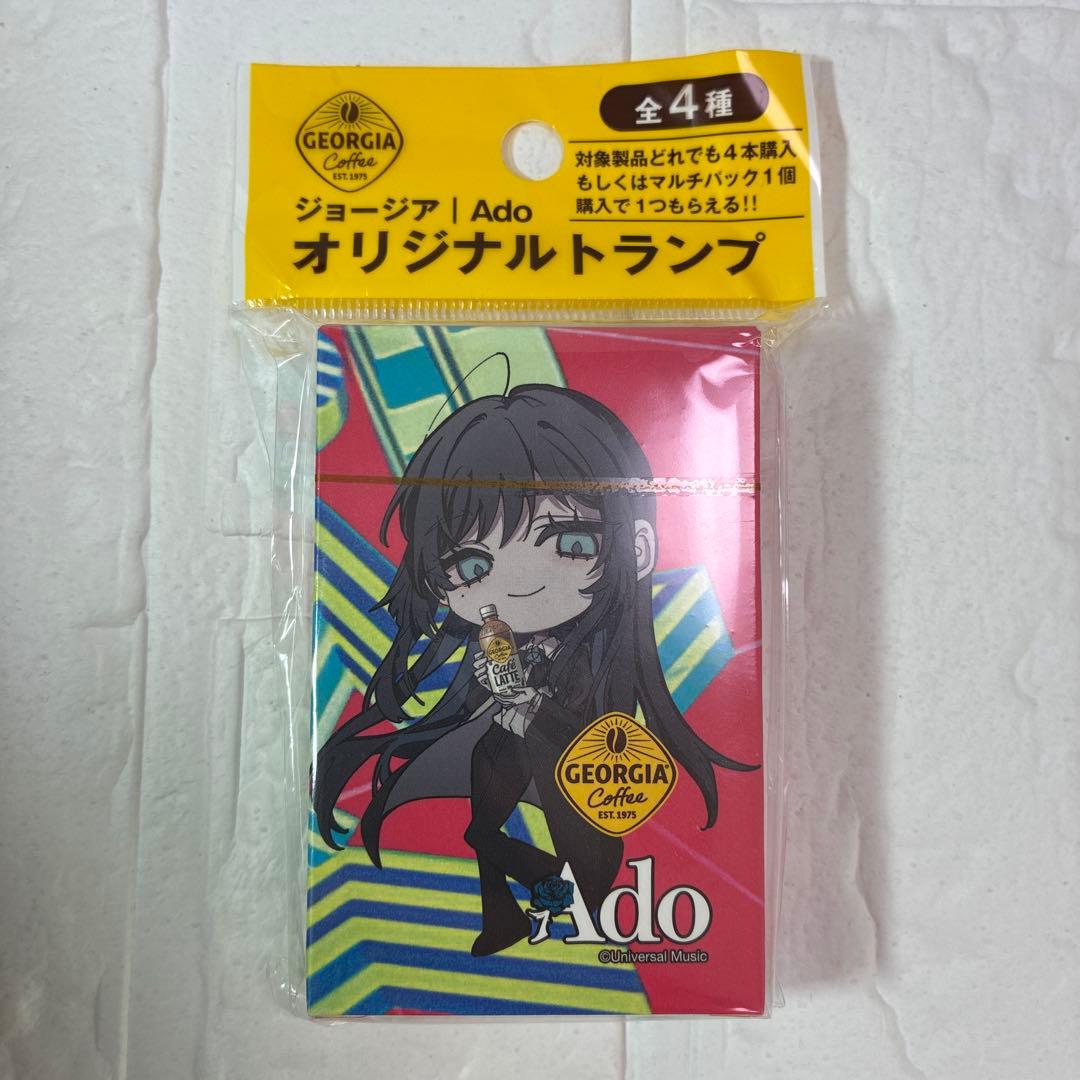 GEORGIA
Coffee
EST. 1975
全4種
対象製品どれでも4本購入
もしくはマルチパック1個
購入で1つもらえる!!
ジョージア | Ado
オリジナルトランプ
GEORGIA
Coffee
Café
LATTE
GEORGIA
Coffee
EST. 1975
Ado
©Universal Music